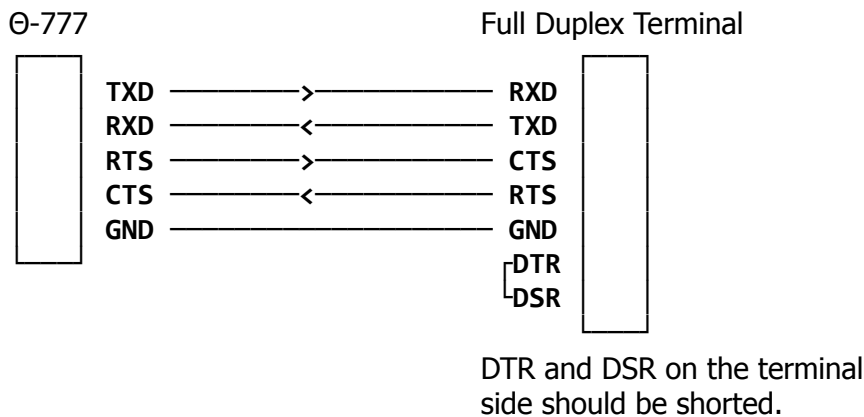 Θ-777 Full Duplex Terminal
TXD > RXD
RXD < TXD
RTS > CTS
CTS < RTS
GND GND
DTR
DSR
DTR and DSR on the terminal
side should be shorted.